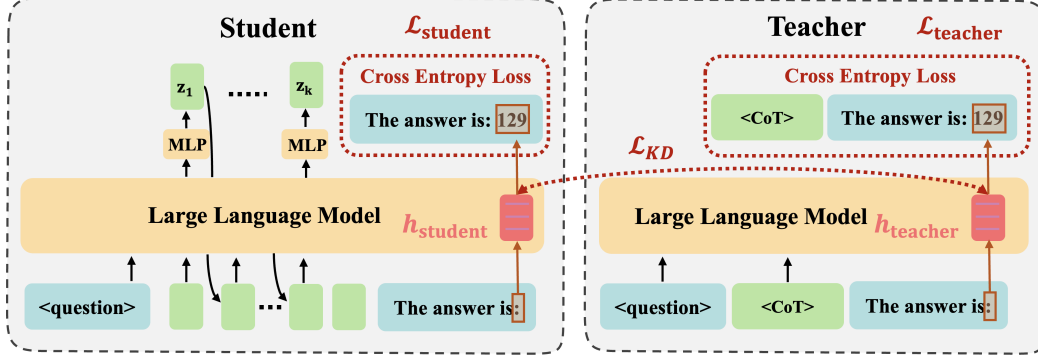 Student
𝓛student
Cross Entropy Loss
z1
.....
zk
The answer is: 129
MLP
MLP
Large Language Model
hstudent
<question>
...
The answer is:
𝓛KD
Teacher
𝓛teacher
Cross Entropy Loss
<CoT>
The answer is: 129
Large Language Model
hteacher
<question>
<CoT>
The answer is: